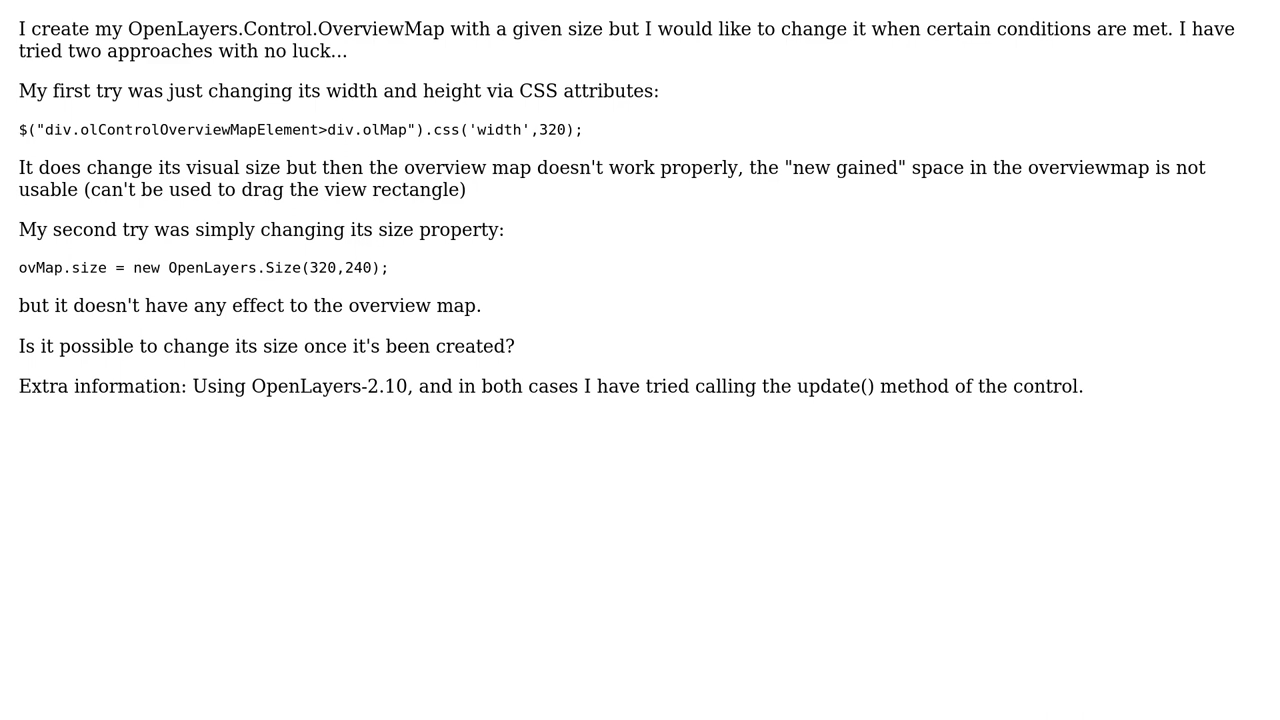 I create my OpenLayers.Control.OverviewMap with a given size but I would like to change it when certain conditions are met. I have
tried two approaches with no luck...
My first try was just changing its width and height via CSS attributes:
$("div.olControlOverviewMapElement>div.olMap").css('width',320);
It does change its visual size but then the overview map doesn't work properly, the "new gained" space in the overviewmap is not
usable (can't be used to drag the view rectangle)
My second try was simply changing its size property:
ovMap.size = new OpenLayers.Size(320,240);
but it doesn't have any effect to the overview map.
Is it possible to change its size once it's been created?
Extra information: Using OpenLayers-2.10, and in both cases I have tried calling the update() method of the control.